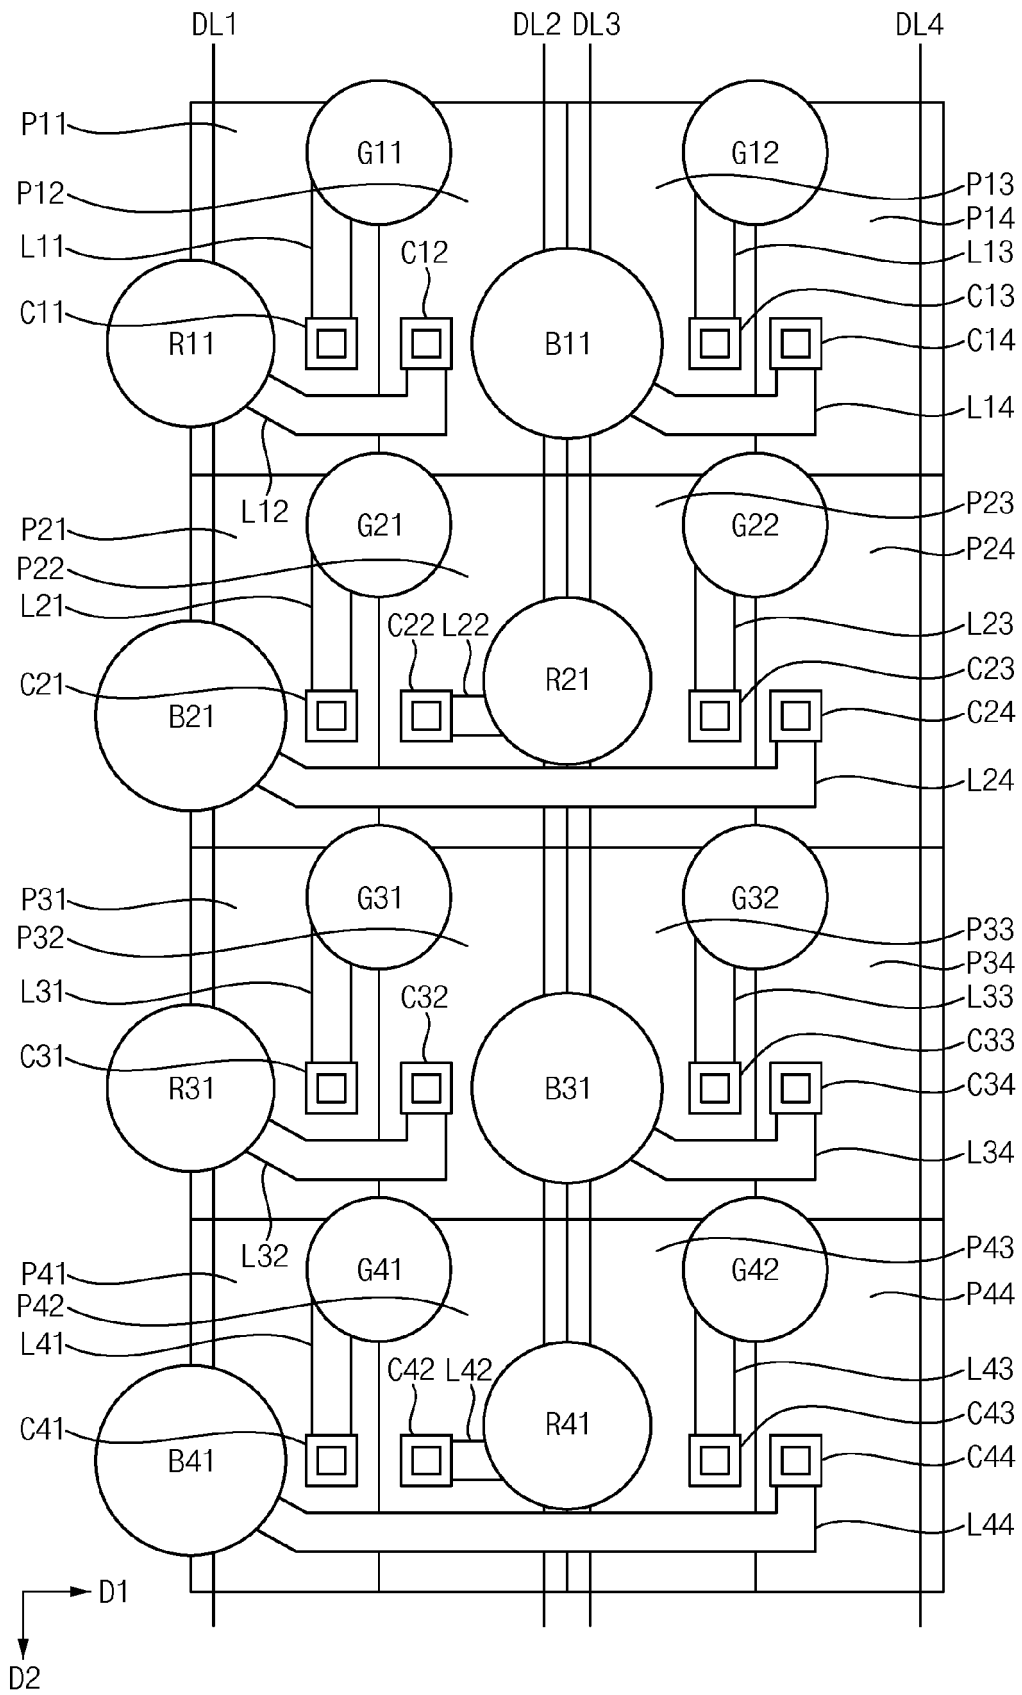 DL1 DL2 DL3 DL4
P11 G11 G12
P12 P13
P14
L11 C12 L13
C11 C13
R11 B11 C14
L14
L12
P21 G21 G22 P23
P22 P24
L21 C22 L22 L23
C21 R21 C23
B21 C24
L24
P31 G31 G32
P32 P33
P34
L31 C32 L33
C31 C33
R31 B31 C34
L34
L32
P41 G41 G42 P43
P42 P44
L41 C42 L42 L43
C41 R41 C43
B41 C44
L44
D1
D2